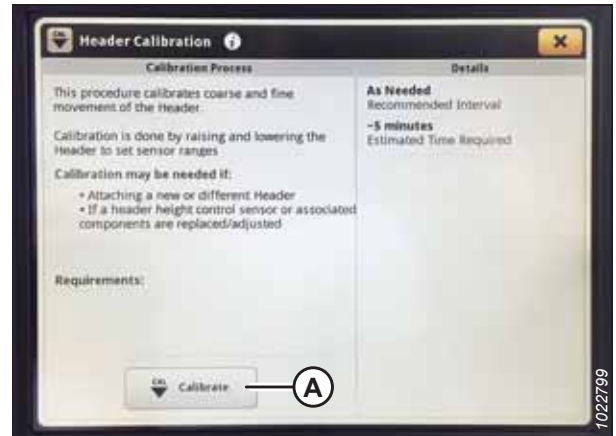 CAL
Header Calibration i
×
Calibration Process
Details
This procedure calibrates coarse and fine
movement of the Header.
Calibration is done by raising and lowering the
Header to set sensor ranges
Calibration may be needed if:
• Attaching a new or different Header
• If a header height control sensor or associated
components are replaced/adjusted
Requirements:
As Needed
Recommended Interval
~5 minutes
Estimated Time Required
CAL
Calibrate
A
1022799